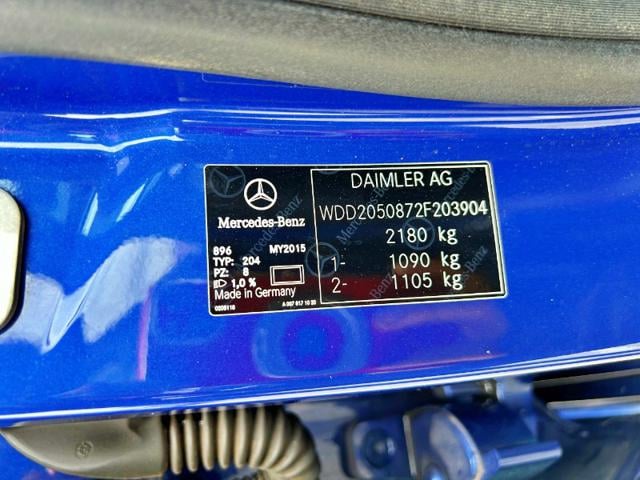 Mercedes-Benz
896 MY2015
TYP: 204
PZ: 8
1,0 %
Made in Germany
DAIMLER AG
WDD2050872F203904
2180 kg
1- 1090 kg
2- 1105 kg